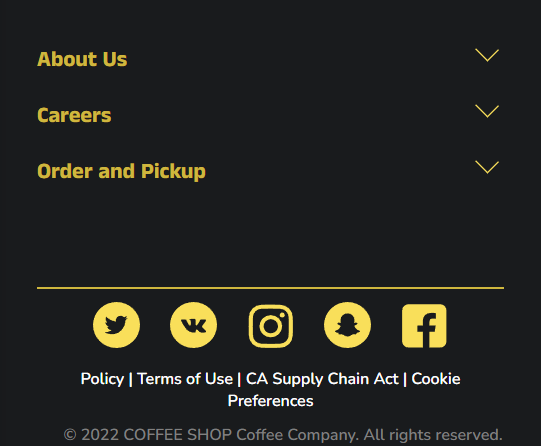 About Us
Careers
Order and Pickup
Policy | Terms of Use | CA Supply Chain Act | Cookie
Preferences
© 2022 COFFEE SHOP Coffee Company. All rights reserved.